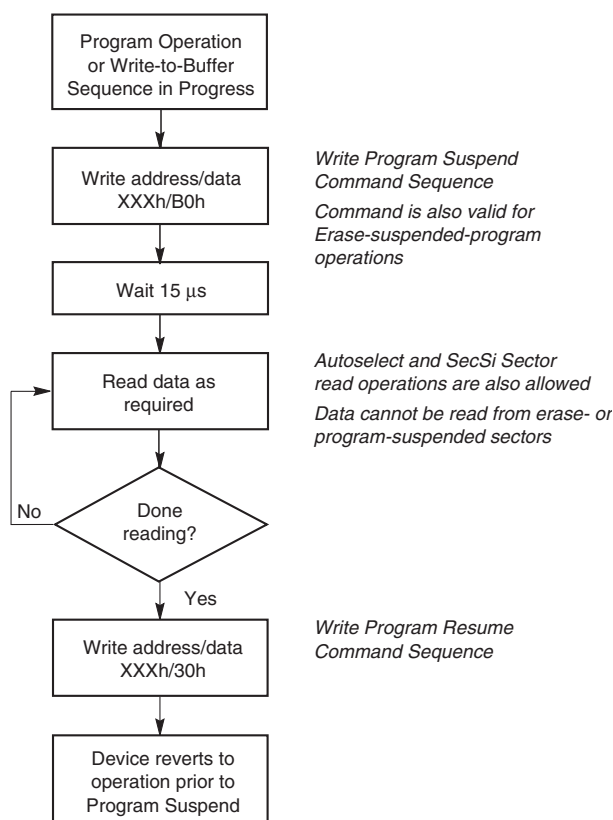 Program Operation
or Write-to-Buffer
Sequence in Progress
Write address/data
XXXh/B0h
Write Program Suspend
Command Sequence
Command is also valid for
Erase-suspended-program
operations
Wait 15 μs
Read data as
required
Autoselect and SecSi Sector
read operations are also allowed
Data cannot be read from erase- or
program-suspended sectors
No
Done
reading?
Yes
Write address/data
XXXh/30h
Write Program Resume
Command Sequence
Device reverts to
operation prior to
Program Suspend